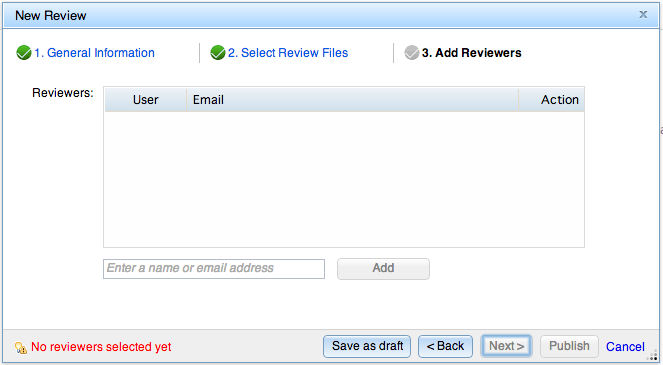 New Review
x
1. General Information
2. Select Review Files
3. Add Reviewers
Reviewers:
User Email Action
Enter a name or email address
Add
No reviewers selected yet
Save as draft
< Back
Next >
Publish
Cancel